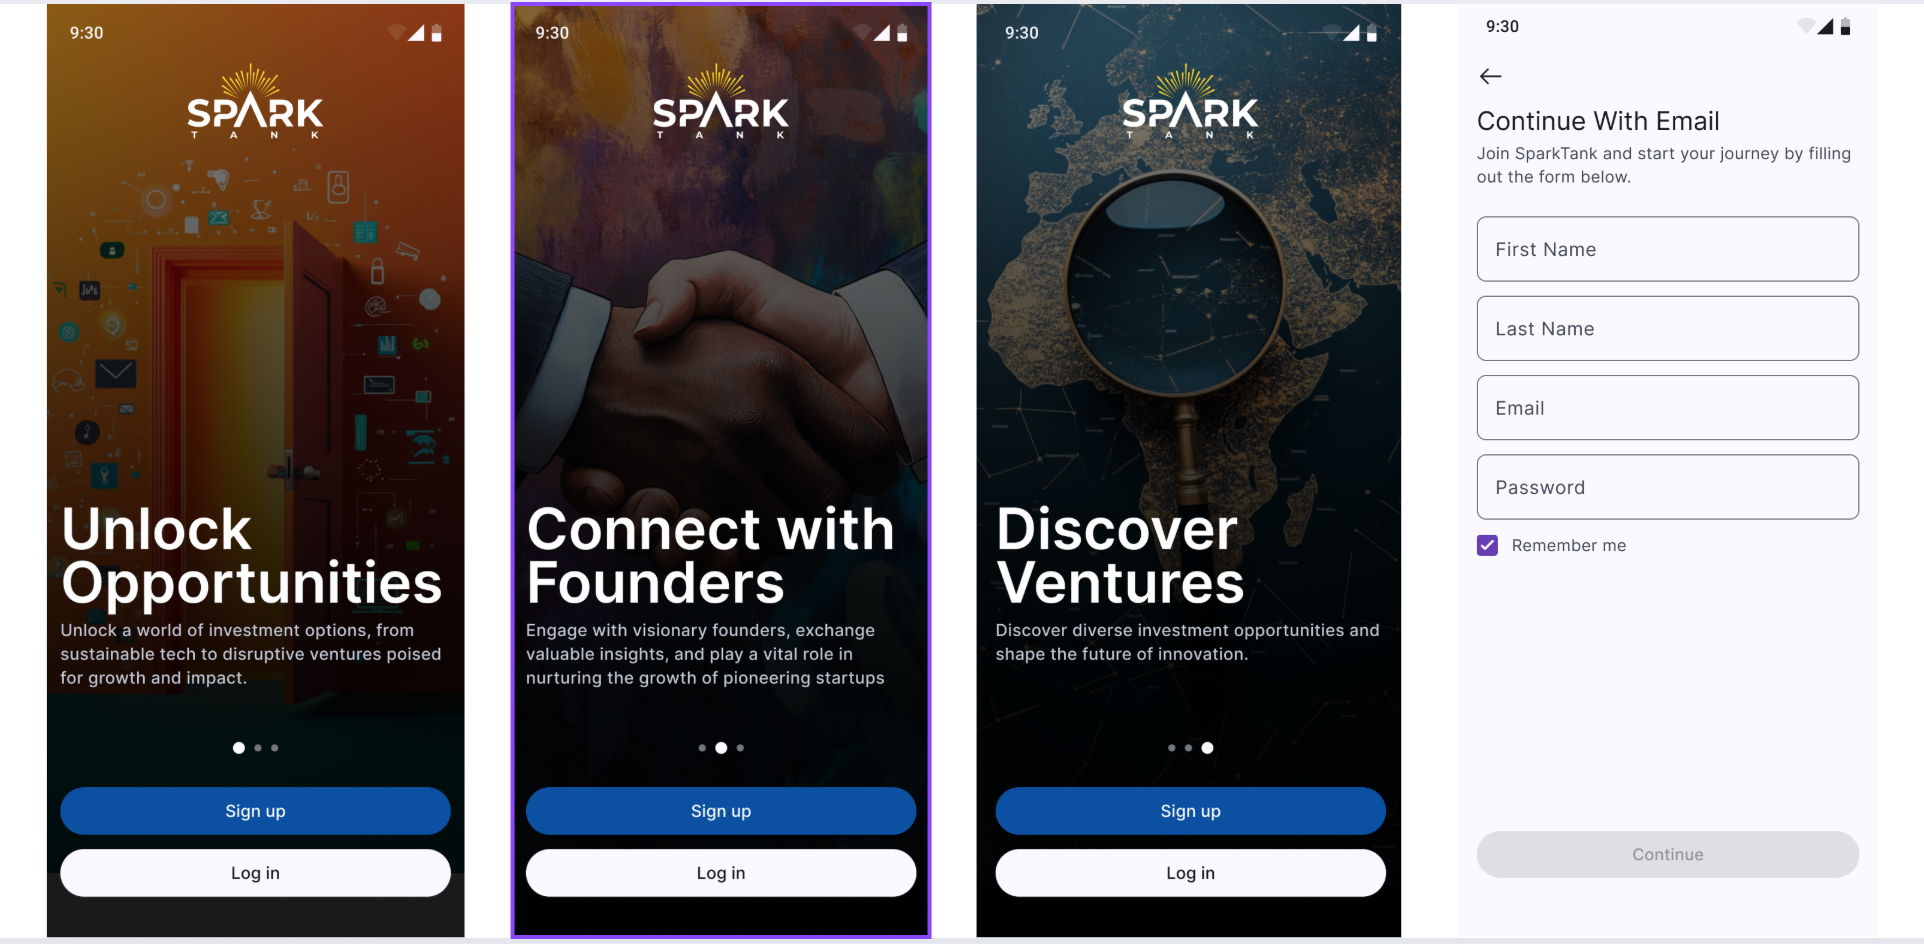 9:30
SPARK
TANK
Unlock
Opportunities
Unlock a world of investment options, from
sustainable tech to disruptive ventures poised
for growth and impact.
Sign up
Log in
9:30
SPARK
TANK
Connect with
Founders
Engage with visionary founders, exchange
valuable insights, and play a vital role in
nurturing the growth of pioneering startups
Sign up
Log in
9:30
SPARK
TANK
Discover
Ventures
Discover diverse investment opportunities and
shape the future of innovation.
Sign up
Log in
9:30
Continue With Email
Join SparkTank and start your journey by filling
out the form below.
First Name
Last Name
Email
Password
Remember me
Continue